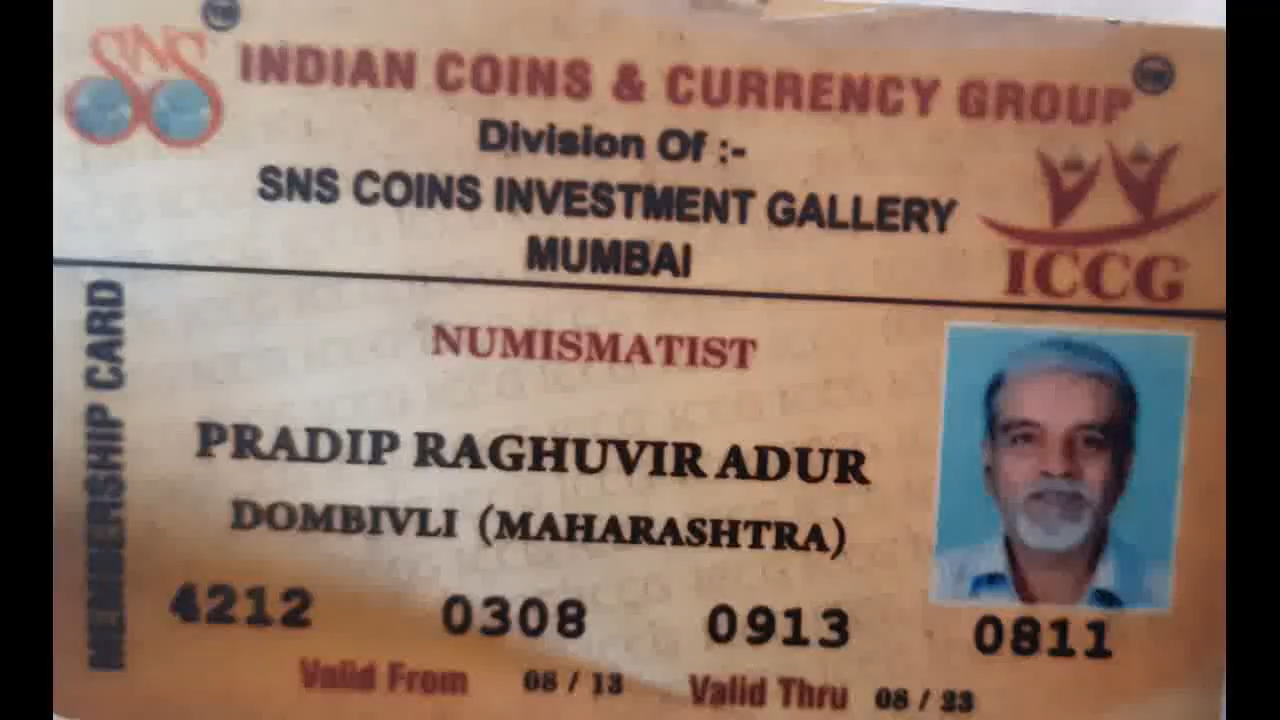 SNS
INDIAN COINS & CURRENCY GROUP
Division Of :-
SNS COINS INVESTMENT GALLERY
MUMBAI
ICCG
MEMBERSHIP CARD
NUMISMATIST
PRADIP RAGHUVIR ADUR
DOMBIVLI (MAHARASHTRA)
4212 0308 0913 0811
Valid From 08 / 13 Valid Thru 08 / 23